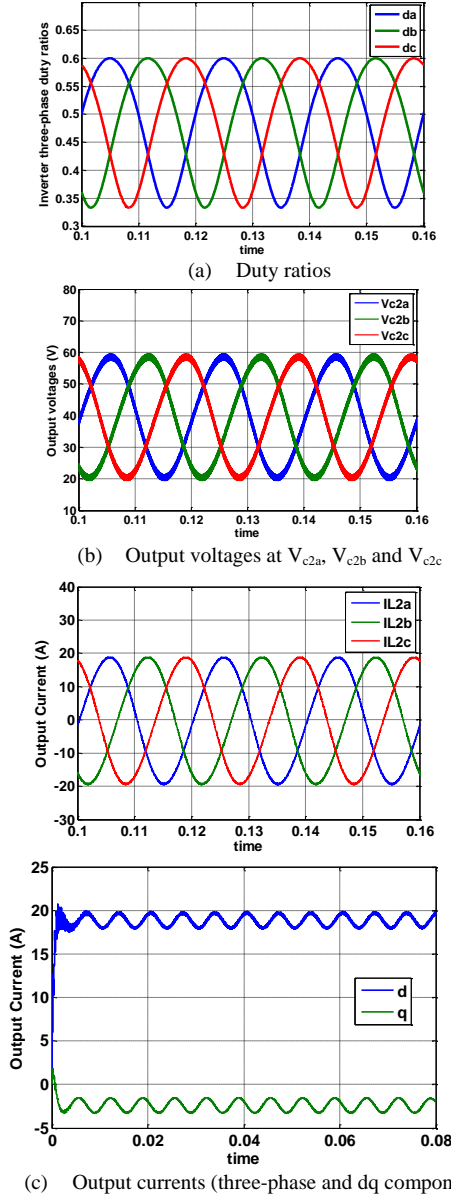 0.65
0.6
0.55
0.5
0.45
0.4
0.35
0.3
0.1 0.11 0.12 0.13 0.14 0.15 0.16
time
Inverter three-phase duty ratios
da
db
dc
(a) Duty ratios
80
70
60
50
40
30
20
10
0.1 0.11 0.12 0.13 0.14 0.15 0.16
time
Output voltages (V)
Vc2a
Vc2b
Vc2c
(b) Output voltages at Vc2a, Vc2b and Vc2c
40
30
20
10
0
-10
-20
-30
0.1 0.11 0.12 0.13 0.14 0.15 0.16
time
Output Current (A)
IL2a
IL2b
IL2c
25
20
15
10
5
0
-5
0 0.02 0.04 0.06 0.08
time
Output Current (A)
d
q
(c) Output currents (three-phase and dq compon